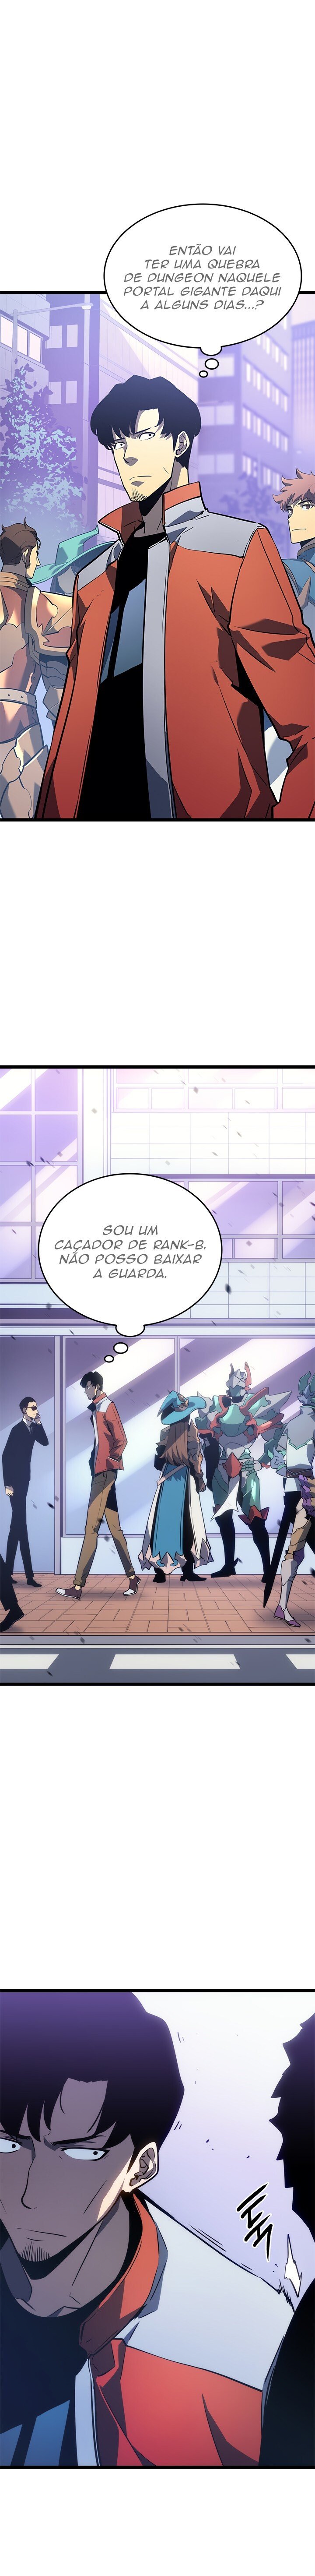 ENTÃO VAI
TER UMA QUEBRA
DE DUNGEON NAQUELE
PORTAL GIGANTE DAQUI
A ALGUNS DIAS...?
SOU UM
CAÇADOR DE RANK-B.
NÃO POSSO BAIXAR
A GUARDA.